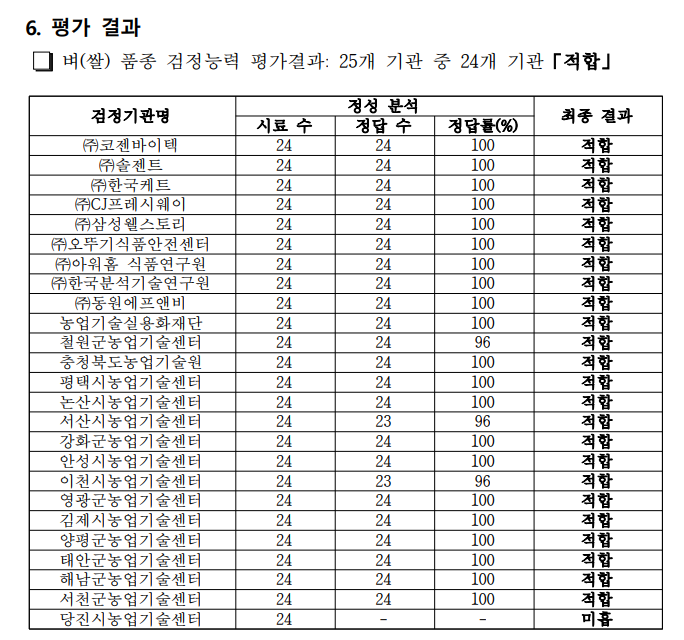 6. 평가 결과
❏ 벼(쌀) 품종 검정능력 평가결과: 25개 기관 중 24개 기관「적합」
검정기관명 정성 분석 최종 결과
시료 수 정답 수 정답률(%)
㈜코젠바이텍 24 24 100 적합
㈜솔젠트 24 24 100 적합
㈜한국케트 24 24 100 적합
㈜CJ프레시웨이 24 24 100 적합
㈜삼성웰스토리 24 24 100 적합
㈜오뚜기식품안전센터 24 24 100 적합
㈜아워홈 식품연구원 24 24 100 적합
㈜한국분석기술연구원 24 24 100 적합
㈜동원에프앤비 24 24 100 적합
농업기술실용화재단 24 24 100 적합
철원군농업기술센터 24 24 96 적합
충청북도농업기술원 24 24 100 적합
평택시농업기술센터 24 24 100 적합
논산시농업기술센터 24 24 100 적합
서산시농업기술센터 24 23 96 적합
강화군농업기술센터 24 24 100 적합
안성시농업기술센터 24 24 100 적합
이천시농업기술센터 24 23 96 적합
영광군농업기술센터 24 24 100 적합
김제시농업기술센터 24 24 100 적합
양평군농업기술센터 24 24 100 적합
태안군농업기술센터 24 24 100 적합
해남군농업기술센터 24 24 100 적합
서천군농업기술센터 24 24 100 적합
당진시농업기술센터 24 - - 미흡